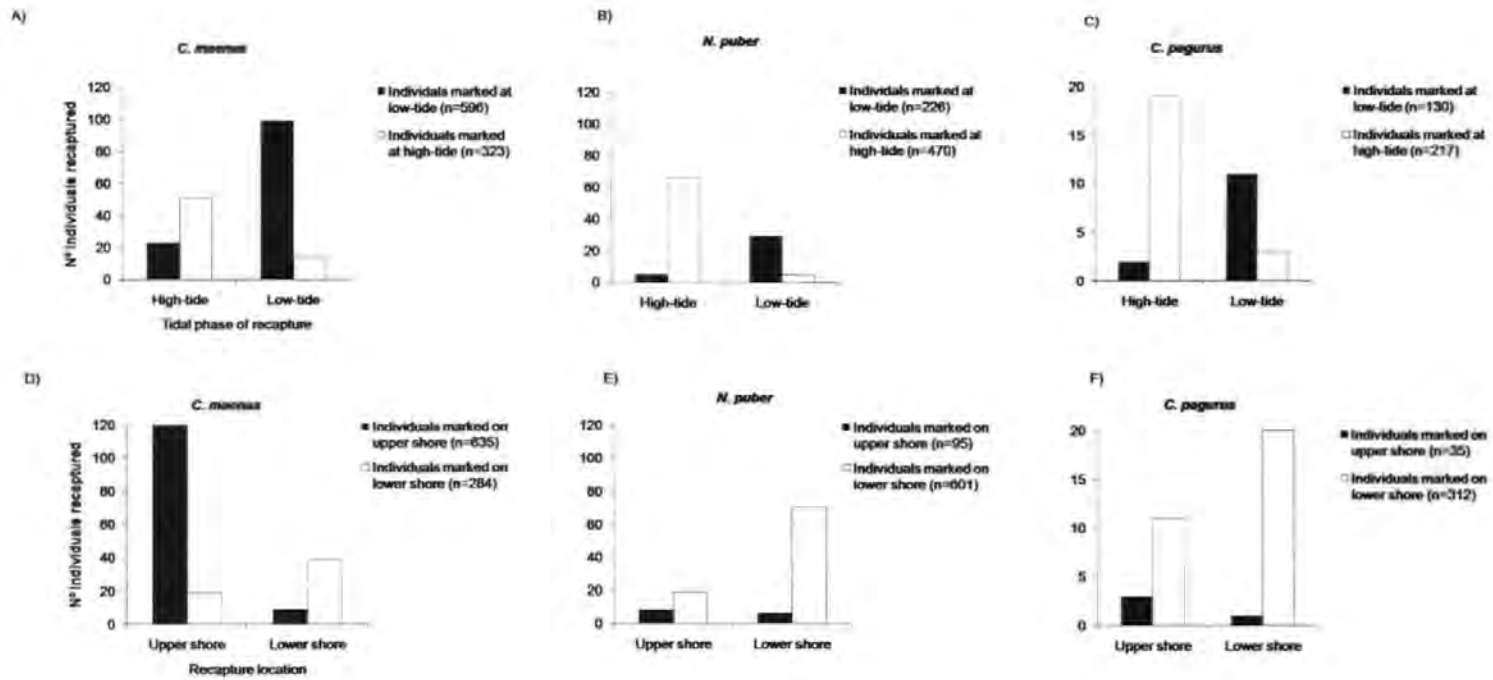 A)
C. maenas
Nº individuals recaptured
120
100
80
60
40
20
0
High-tide
Low-tide
Tidal phase of recapture
Individals marked at
low-tide (n=596)
Individuals marked
at high-tide (n=323)
B)
N. puber
120
100
80
60
40
20
0
High-tide
Low-tide
Individals marked at
low-tide (n=226)
Individuals marked at
high-tide (n=470)
C)
C. pagurus
20
15
10
5
0
High-tide
Low-tide
Individals marked at
low-tide (n=130)
Individuals marked at
high-tide (n=217)
D)
C. maenas
Nº individuals recaptured
120
100
80
60
40
20
0
Upper shore
Lower shore
Recapture location
Individuals marked on
upper shore (n=635)
Individuals marked on
lower shore (n=284)
E)
N. puber
120
100
80
60
40
20
0
Upper shore
Lower shore
Individuals marked on
upper shore (n=95)
Individuals marked on
lower shore (n=601)
F)
C. pagurus
20
15
10
5
0
Upper shore
Lower shore
Individuals marked on
upper shore (n=35)
Individuals marked on
lower shore (n=312)